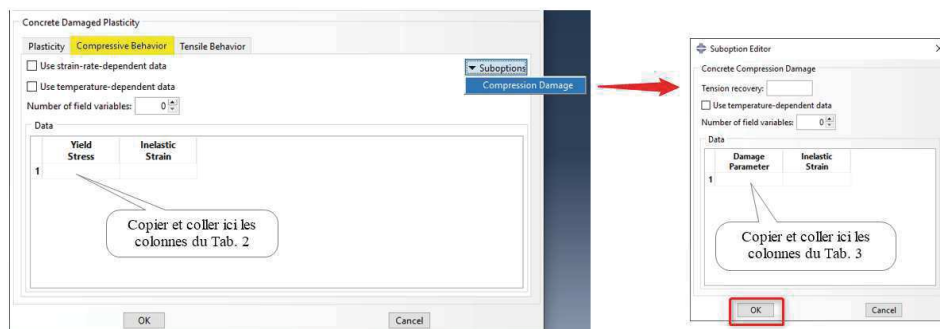 Concrete Damaged Plasticity
Plasticity Compressive Behavior Tensile Behavior
Use strain-rate-dependent data
Suboptions
Use temperature-dependent data
Compression Damage
Number of field variables: 0
Data
Yield Stress Inelastic Strain
1
Copier et coller ici les
colonnes du Tab. 2
OK Cancel
Suboption Editor X
Concrete Compression Damage
Tension recovery:
Use temperature-dependent data
Number of field variables: 0
Data
Damage Parameter Inelastic Strain
1
Copier et coller ici les
colonnes du Tab. 3
OK Cancel